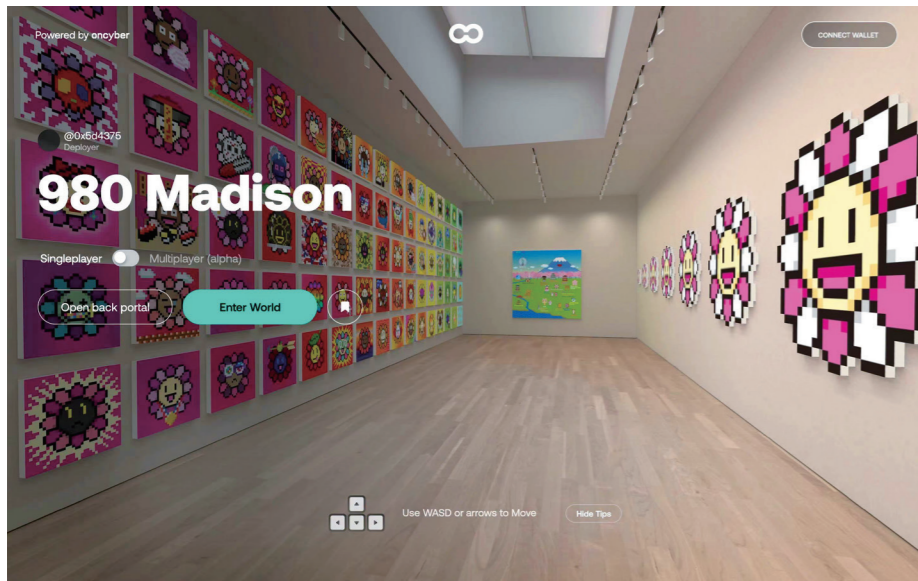 Powered by oncyber
CONNECT WALLET
@0x5d4375
Deployer
980 Madison
Singleplayer
Multiplayer (alpha)
Open back portal
Enter World
Use WASD or arrows to Move
Hide Tips